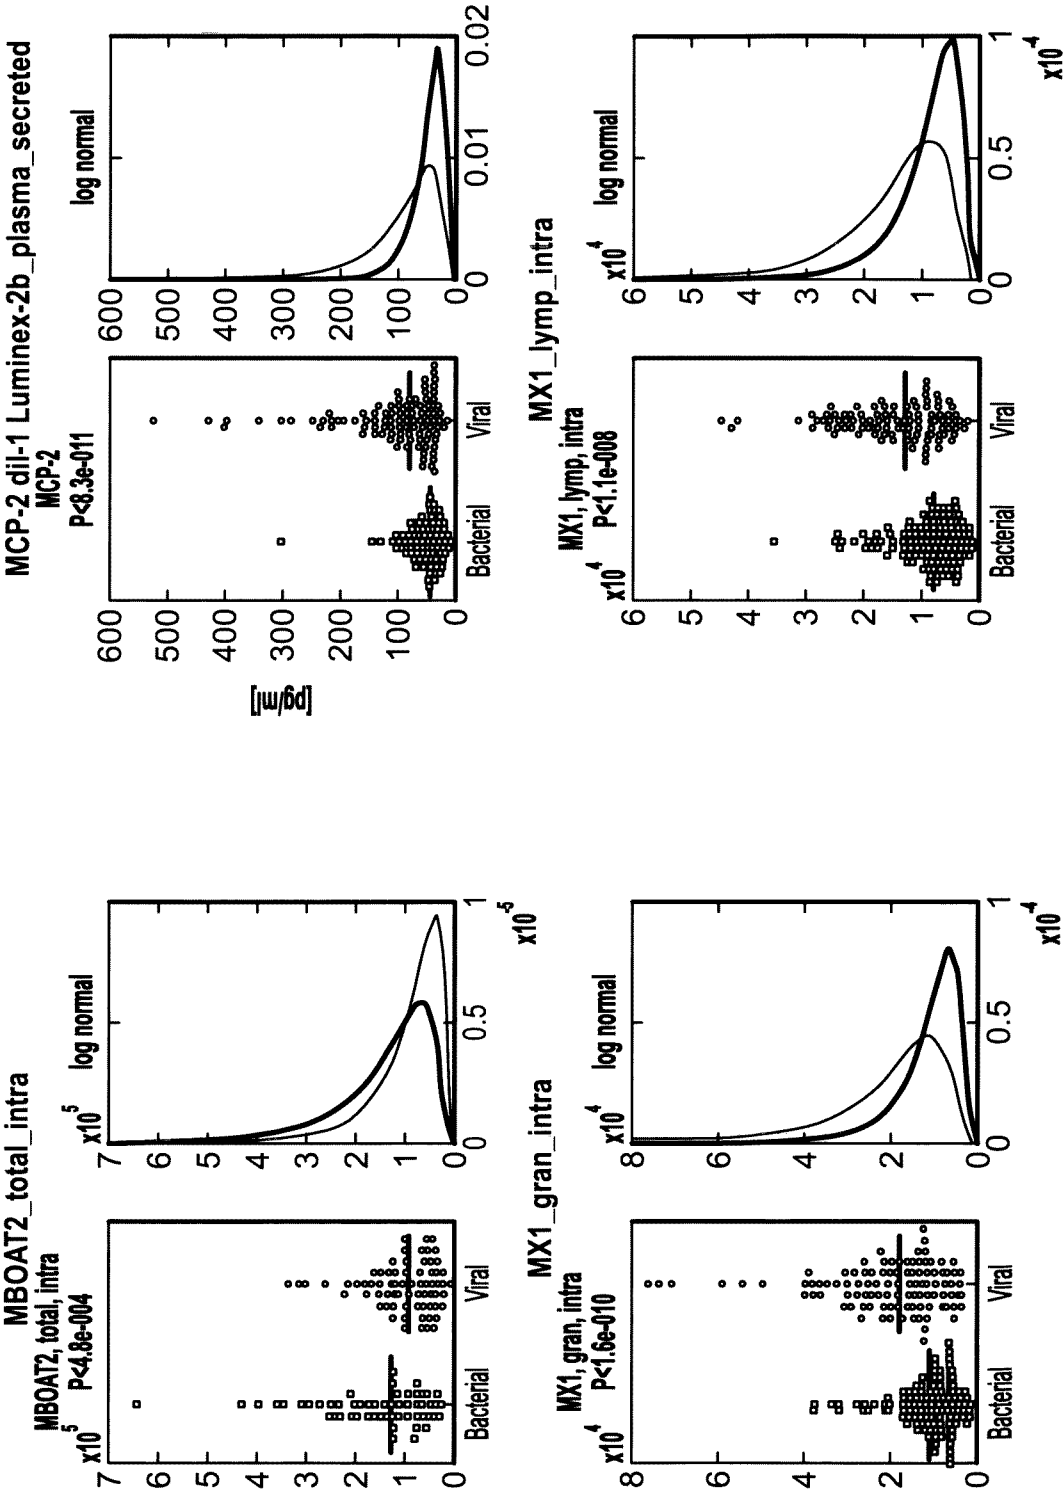 MBOAT2_total_intra
MBOAT2, total, intra
P<4.8e-004
x10^5
7
6
5
4
3
2
1
0
Bacterial
Viral
log normal
x10^5
7
6
5
4
3
2
1
0
0
0.5
1
x10^-5
MCP-2 dil-1 Luminex-2b_plasma_secreted
MCP-2
P<8.3e-011
[pg/ml]
600
500
400
300
200
100
0
Bacterial
Viral
log normal
600
500
400
300
200
100
0
0
0.01
0.02
MX1_gran_intra
MX1, gran, intra
P<1.6e-010
x10^4
8
6
4
2
0
Bacterial
Viral
log normal
x10^4
8
6
4
2
0
0
0.5
1
x10^-4
MX1_lymp_intra
MX1, lymp, intra
P<1.1e-008
x10^4
6
5
4
3
2
1
0
Bacterial
Viral
log normal
x10^4
6
5
4
3
2
1
0
0
0.5
1
x10^-4